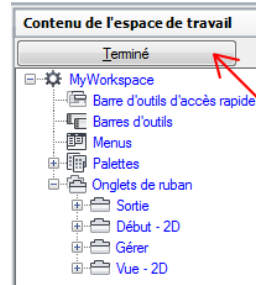 Contenu de l'espace de travail
Terminé
MyWorkspace
Barre d'outils d'accès rapide
Barres d'outils
Menus
Palettes
Onglets de ruban
Sortie
Début - 2D
Gérer
Vue - 2D